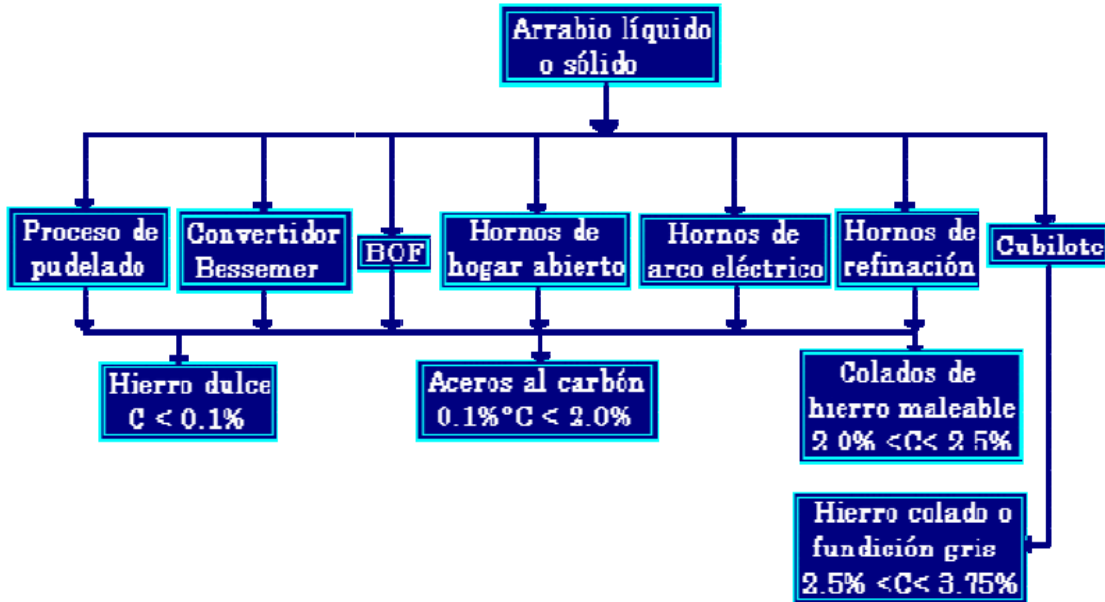 Arrabio líquido
o sólido
Proceso de
pudelado
Convertidor
Bessemer
BOF
Hornos de
hogar abierto
Hornos de
arco eléctrico
Hornos de
refinación
Cubilote
Hierro dulce
C < 0.1%
Aceros al carbón
0.1%°C < 2.0%
Colados de
hierro maleable
2.0% <C< 2.5%
Hierro colado o
fundición gris
2.5% <C< 3.75%